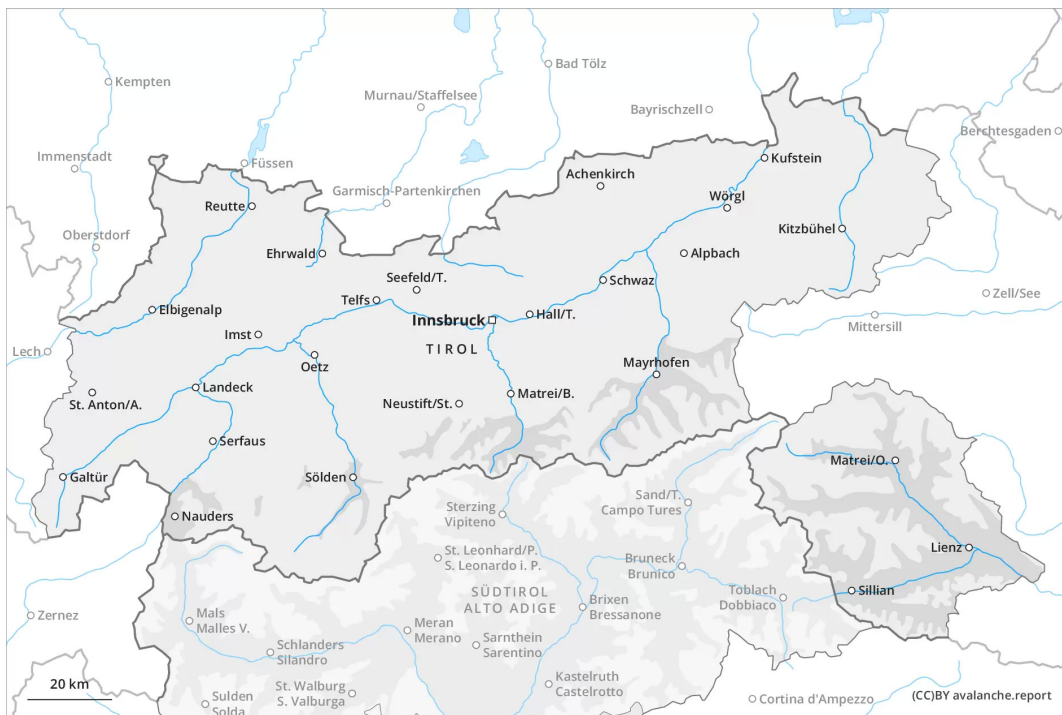 Kempten
Bad Tölz
Murnau/Staffelsee
Bayrischzell
Berchtesgaden
Immenstadt
Füssen
Kufstein
Achenkirch
Garmisch-Partenkirchen
Reutte
Wörgl
Oberstdorf
Kitzbühel
Ehrwald
Alpbach
Seefeld/T.
Schwaz
Telfs
Zell/See
Elbigenalp
Innsbruck
Hall/T.
Mittersill
Imst
TIROL
Lech
Oetz
Mayrhofen
Landeck
St. Anton/A.
Neustift/St.
Matrei/B.
Serfaus
Matrei/O.
Galtür
Sölden
Sand/T.
Campo Tures
Sterzing
Vipiteno
Nauders
Lienz
St. Leonhard/P.
S. Leonardo i. P.
Bruneck
Brunico
SÜDTIROL
ALTO ADIGE
Toblach
Dobbiaco
Sillian
Brixen
Bressanone
Zernez
Mals
Malles V.
Meran
Merano
Sarnthein
Sarentino
Schlanders
Silandro
20 km
St. Walburg
S. Valburga
Kastelruth
Castelrotto
Sulden
Solda
Cortina d'Ampezzo
(CC)BY avalanche.report